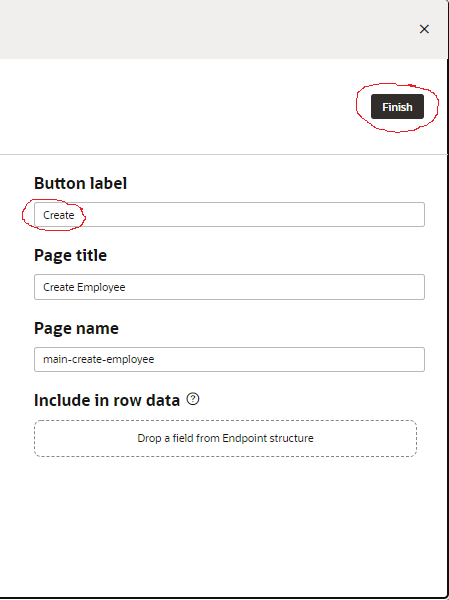 Finish
Button label
Create
Page title
Create Employee
Page name
main-create-employee
Include in row data ?
Drop a field from Endpoint structure